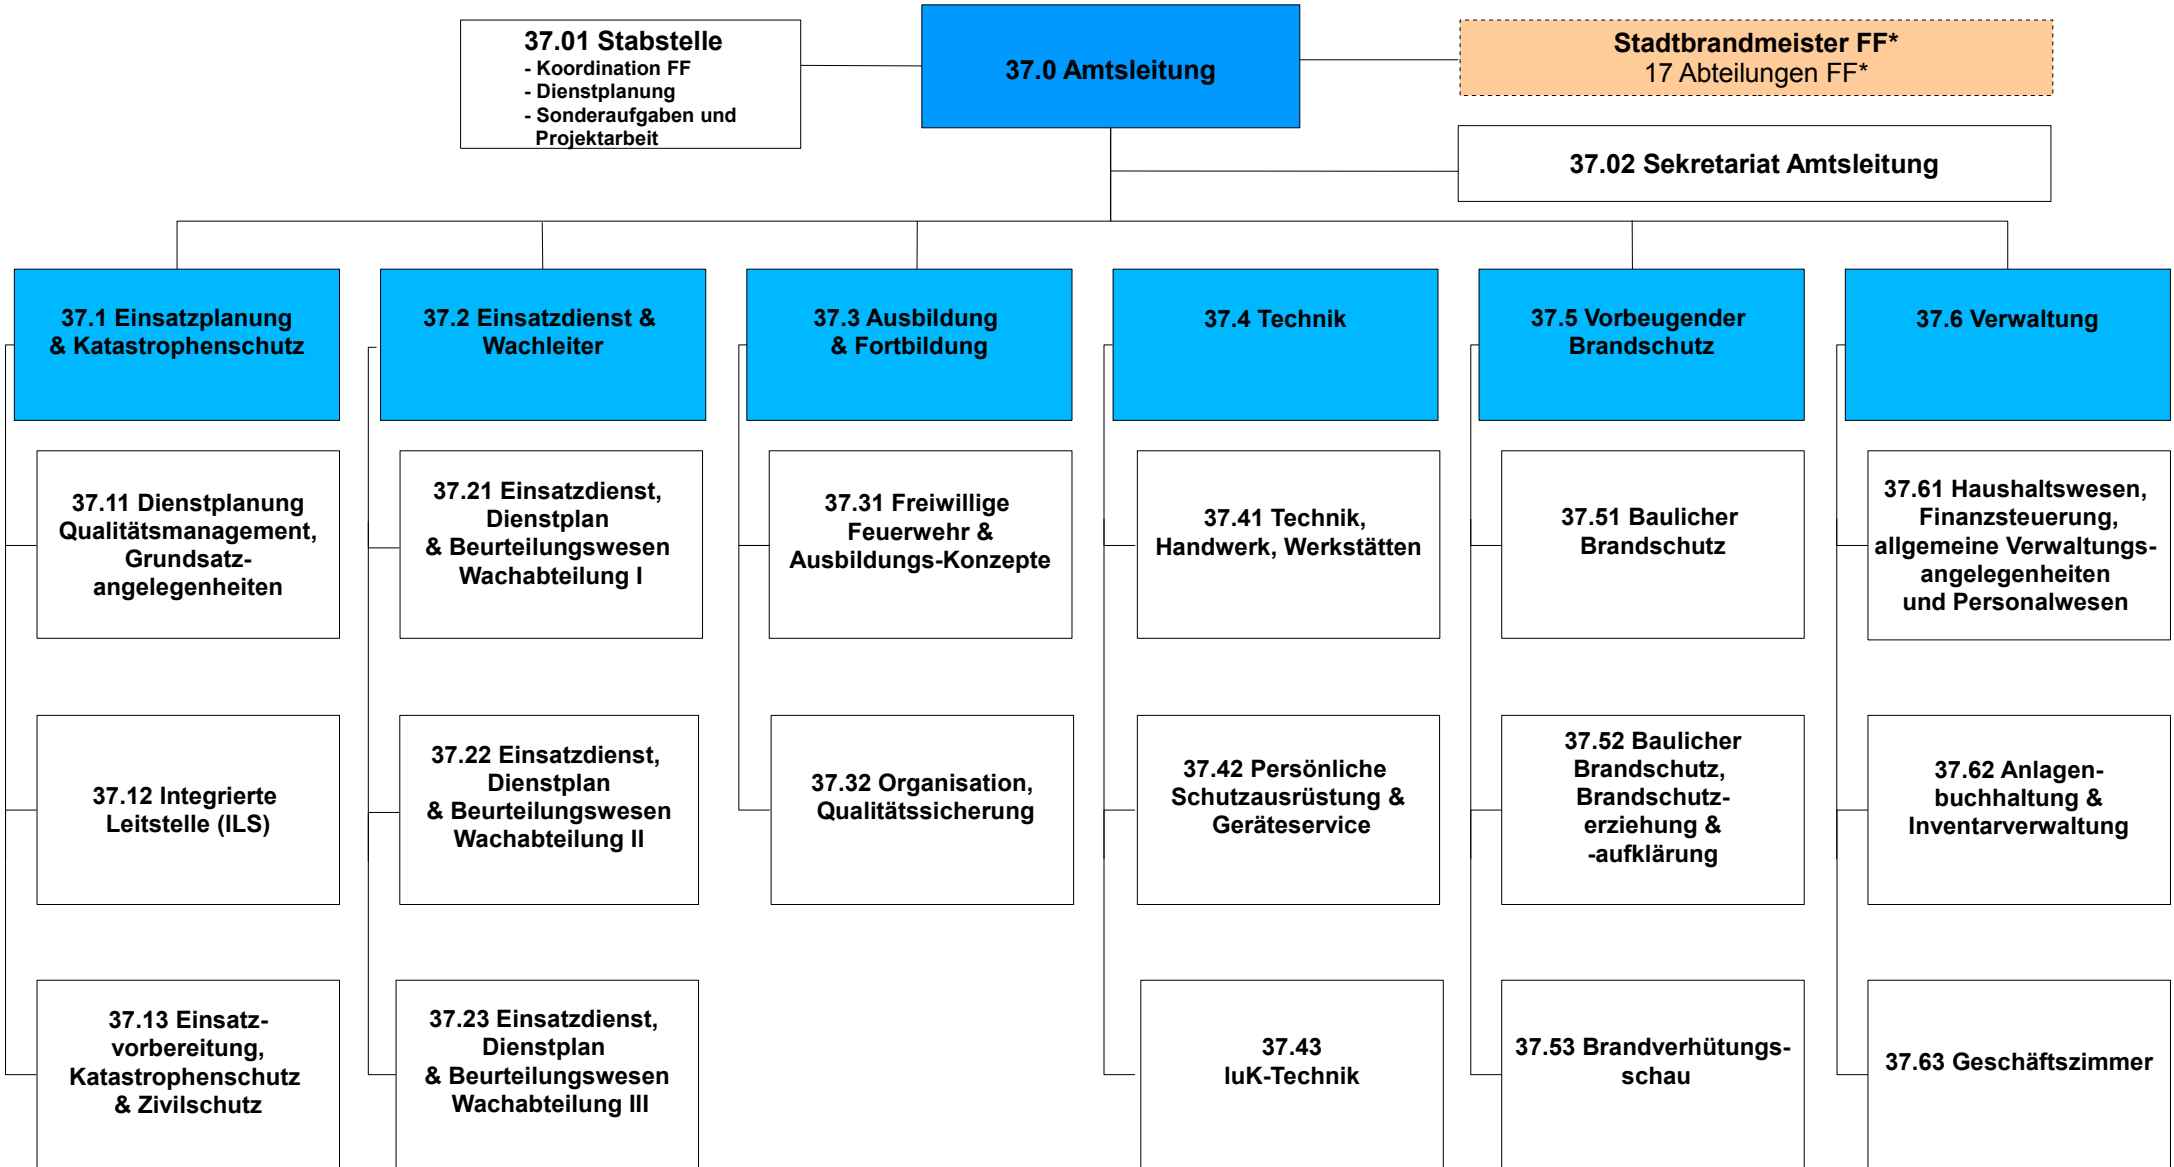 37.01 Stabstelle
- Koordination FF
- Dienstplanung
- Sonderaufgaben und
Projektarbeit
37.0 Amtsleitung
Stadtbrandmeister FF*
17 Abteilungen FF*
37.02 Sekretariat Amtsleitung
37.1 Einsatzplanung
& Katastrophenschutz
37.2 Einsatzdienst &
Wachleiter
37.3 Ausbildung
& Fortbildung
37.4 Technik
37.5 Vorbeugender
Brandschutz
37.6 Verwaltung
37.11 Dienstplanung
Qualitätsmanagement,
Grundsatz-
angelegenheiten
37.21 Einsatzdienst,
Dienstplan
& Beurteilungswesen
Wachabteilung I
37.31 Freiwillige
Feuerwehr &
Ausbildungs-Konzepte
37.41 Technik,
Handwerk, Werkstätten
37.51 Baulicher
Brandschutz
37.61 Haushaltswesen,
Finanzsteuerung,
allgemeine Verwaltungs-
angelegenheiten
und Personalwesen
37.12 Integrierte
Leitstelle (ILS)
37.22 Einsatzdienst,
Dienstplan
& Beurteilungswesen
Wachabteilung II
37.32 Organisation,
Qualitätssicherung
37.42 Persönliche
Schutzausrüstung &
Geräteservice
37.52 Baulicher
Brandschutz,
Brandschutz-
erziehung &
-aufklärung
37.62 Anlagen-
buchhaltung &
Inventarverwaltung
37.13 Einsatz-
vorbereitung,
Katastrophenschutz
& Zivilschutz
37.23 Einsatzdienst,
Dienstplan
& Beurteilungswesen
Wachabteilung III
37.43
IuK-Technik
37.53 Brandverhütungs-
schau
37.63 Geschäftszimmer